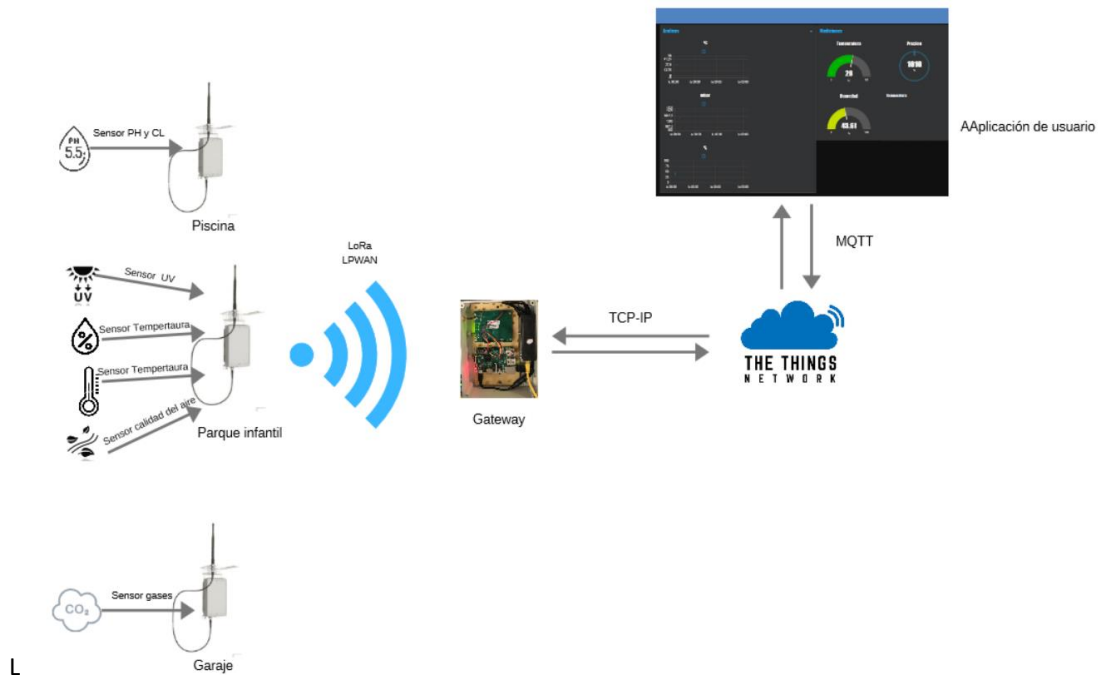 Temperatura
Presion
29
1010
Humedad
43.61
AAplicación de usuario
Sensor PH y CL
PH
5.5
Piscina
MQTT
LoRa
LPWAN
Sensor UV
UV
Sensor Tempertaura
%
Sensor Tempertaura
Sensor calidad del aire
Parque infantil
Gateway
TCP-IP
THE THINGS
NETWORK
Sensor gases
CO₂
Garaje
L